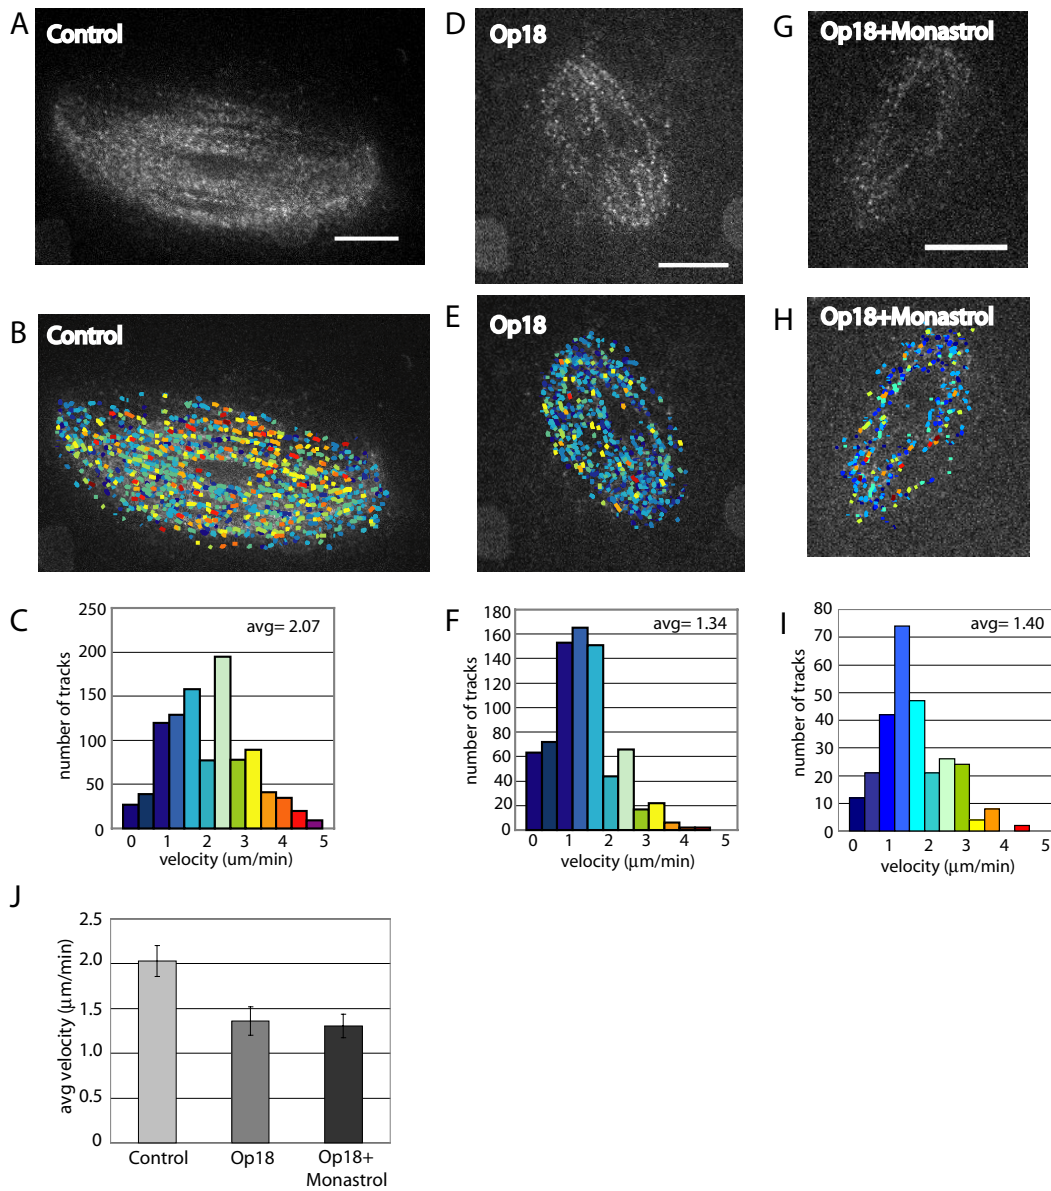 A
Control
D
Op18
G
Op18+Monastrol
B
Control
E
Op18
H
Op18+Monastrol
C
avg= 2.07
number of tracks
250
200
150
100
50
0
0 1 2 3 4 5
velocity (um/min)
F
avg= 1.34
number of tracks
180
160
140
120
100
80
60
40
20
0
0 1 2 3 4 5
velocity (μm/min)
I
avg= 1.40
number of tracks
80
70
60
50
40
30
20
10
0
0 1 2 3 4 5
velocity (μm/min)
J
avg velocity (μm/min)
2.5
2.0
1.5
1.0
0.5
0
Control Op18 Op18+
Monastrol